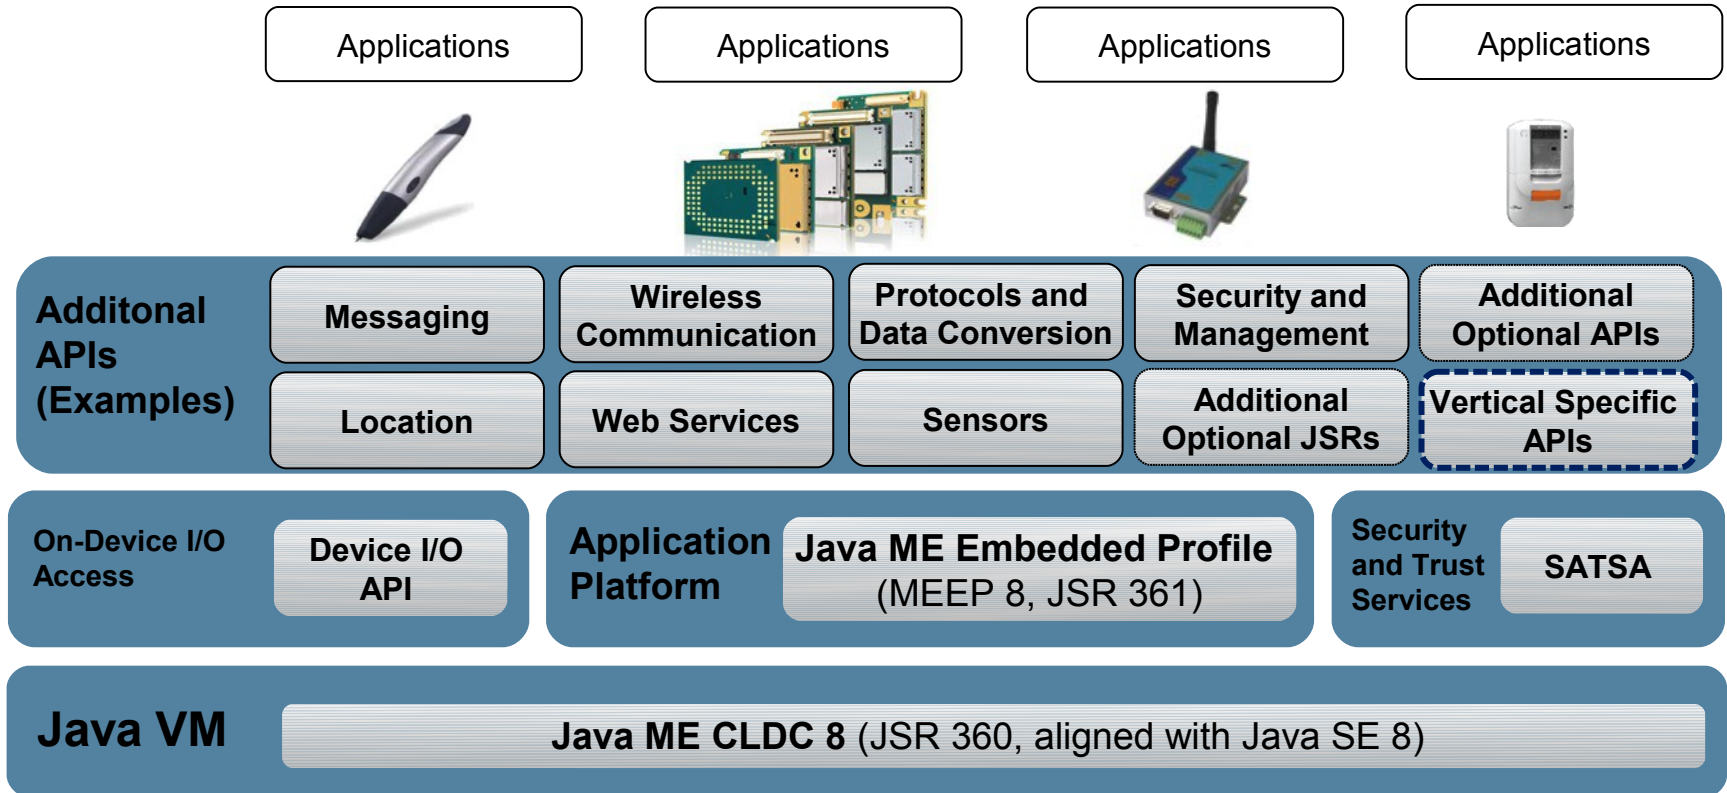 Applications
Applications
Applications
Applications
Additonal
APIs
(Examples)
Messaging
Wireless
Communication
Protocols and
Data Conversion
Security and
Management
Additional
Optional APIs
Location
Web Services
Sensors
Additional
Optional JSRs
Vertical Specific
APIs
On-Device I/O
Access
Device I/O
API
Application
Platform
Java ME Embedded Profile
(MEEP 8, JSR 361)
Security
and Trust
Services
SATSA
Java VM
Java ME CLDC 8 (JSR 360, aligned with Java SE 8)